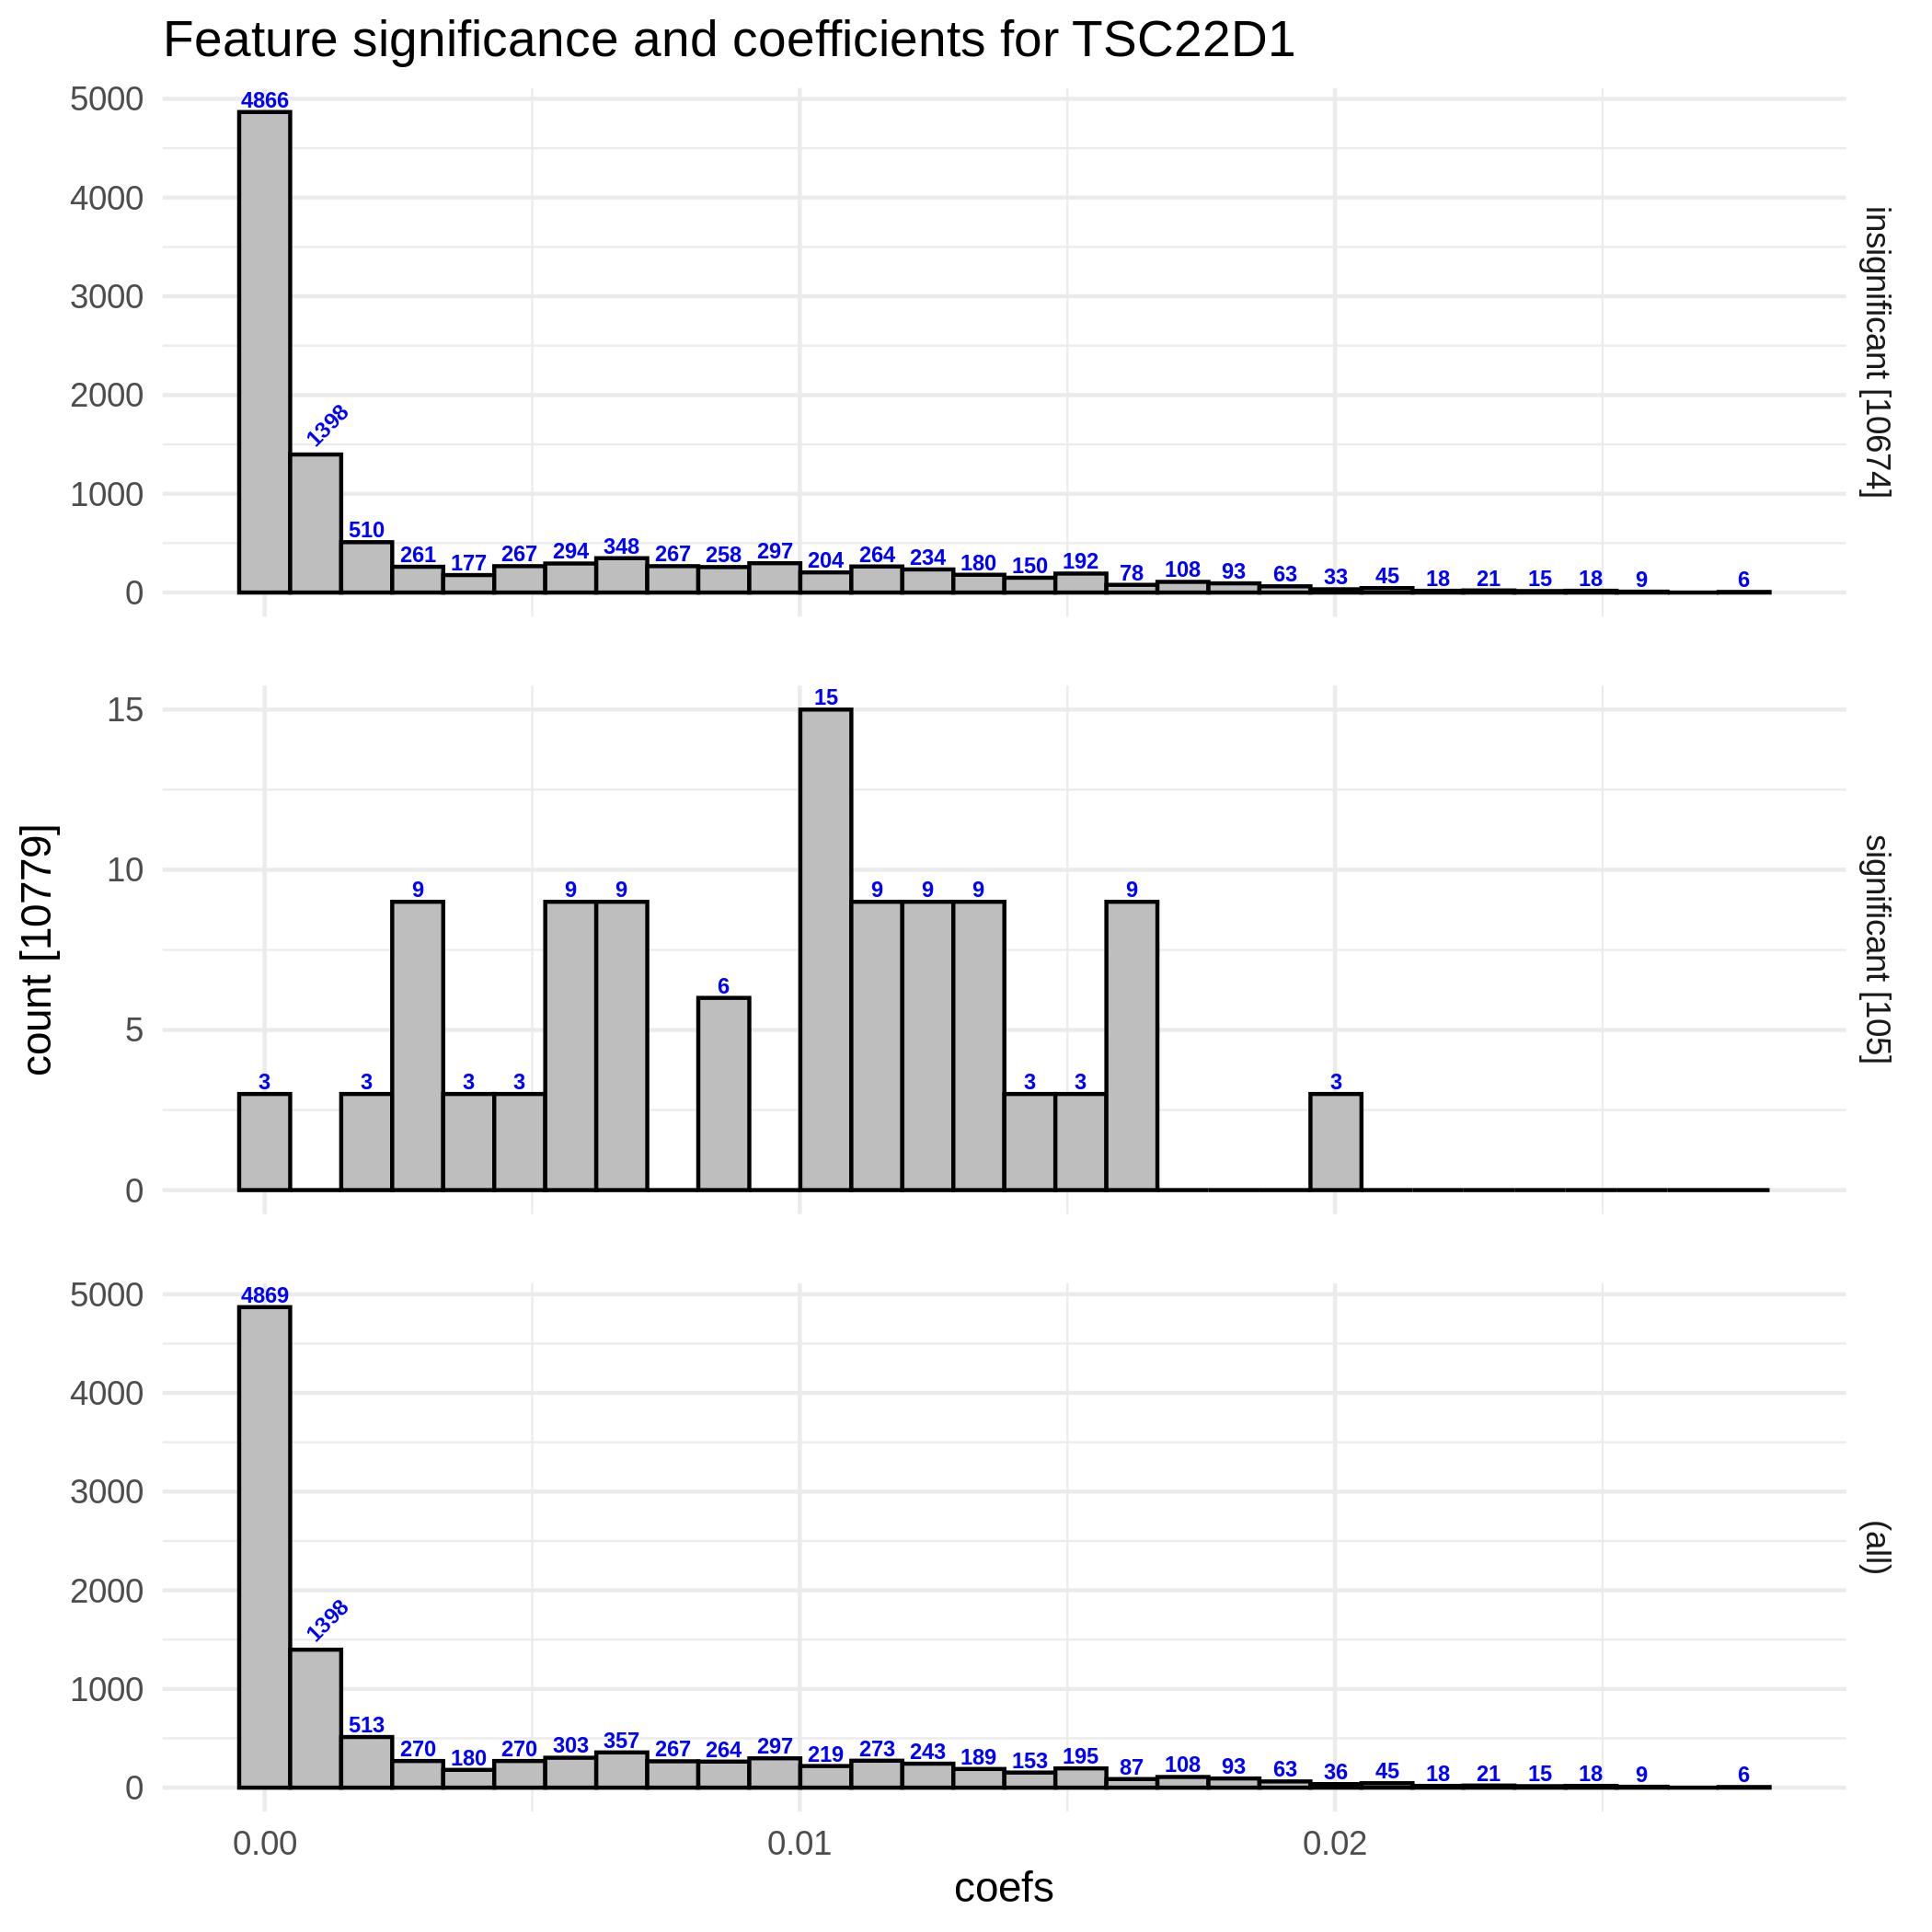 Feature significance and coefficients for TSC22D1
5000
4866
4000
3000
2000
1398
1000
510
261 177 267 294 348 267 258 297 204 264 234 180 150 192 78 108 93 63 33 45 18 21 15 18 9 6
0
insignificant [10674]
15
15
10
9 9 9 9 9 9 9
6
5
3 3 3 3 3 3 3
0
significant [105]
count [10779]
5000
4869
4000
3000
2000
1398
1000
513
270 180 270 303 357 267 264 297 219 273 243 189 153 195 87 108 93 63 36 45 18 21 15 18 9 6
0
(all)
0.00 0.01 0.02
coefs